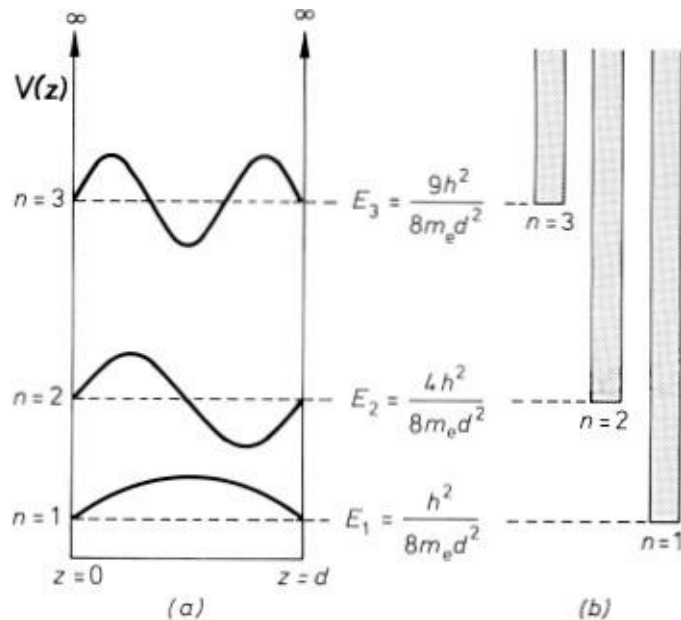 ∞ ∞
V(z)
n = 3 E₃ = 9h² / 8mₑd² n = 3
n = 2 E₂ = 4h² / 8mₑd² n = 2
n = 1 E₁ = h² / 8mₑd² n = 1
z = 0 z = d
(a) (b)